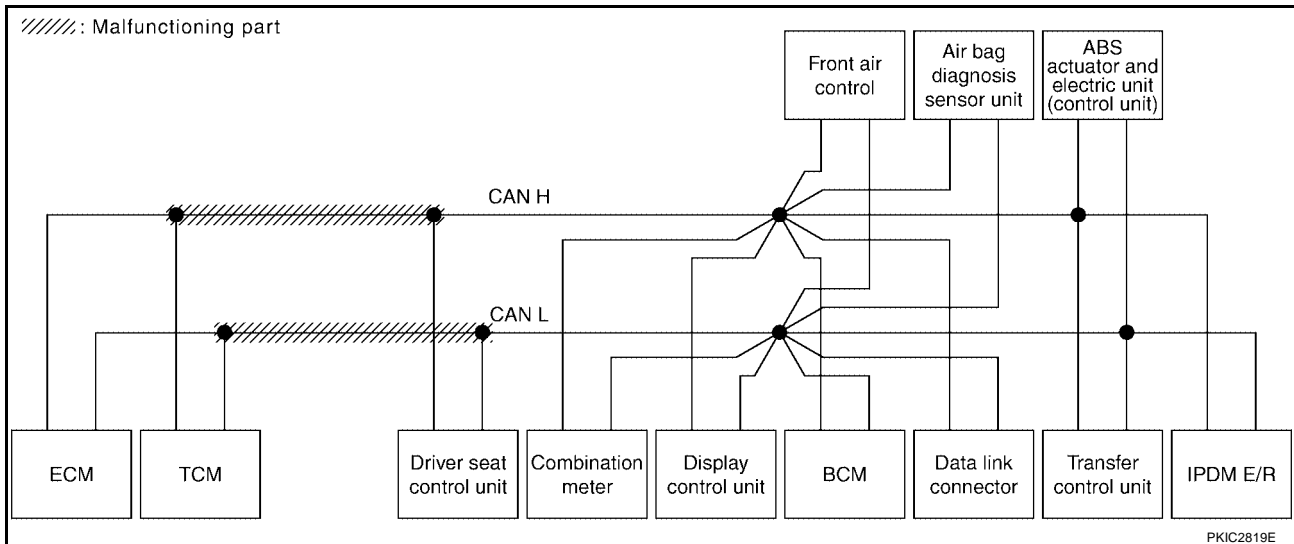 : Malfunctioning part
Front air
control
Air bag
diagnosis
sensor unit
ABS
actuator and
electric unit
(control unit)
CAN H
CAN L
ECM
TCM
Driver seat
control unit
Combination
meter
Display
control unit
BCM
Data link
connector
Transfer
control unit
IPDM E/R
PKIC2819E